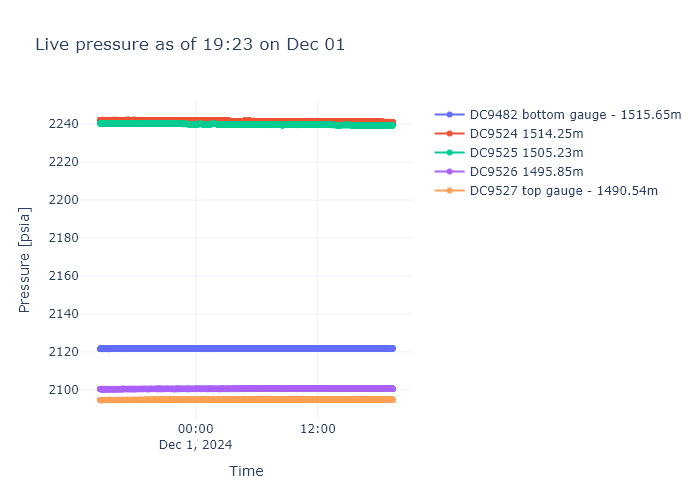 Live pressure as of 19:23 on Dec 01
DC9482 bottom gauge - 1515.65m
DC9524 1514.25m
DC9525 1505.23m
DC9526 1495.85m
DC9527 top gauge - 1490.54m
Pressure [psia]
2240
2220
2200
2180
2160
2140
2120
2100
00:00
12:00
Dec 1, 2024
Time